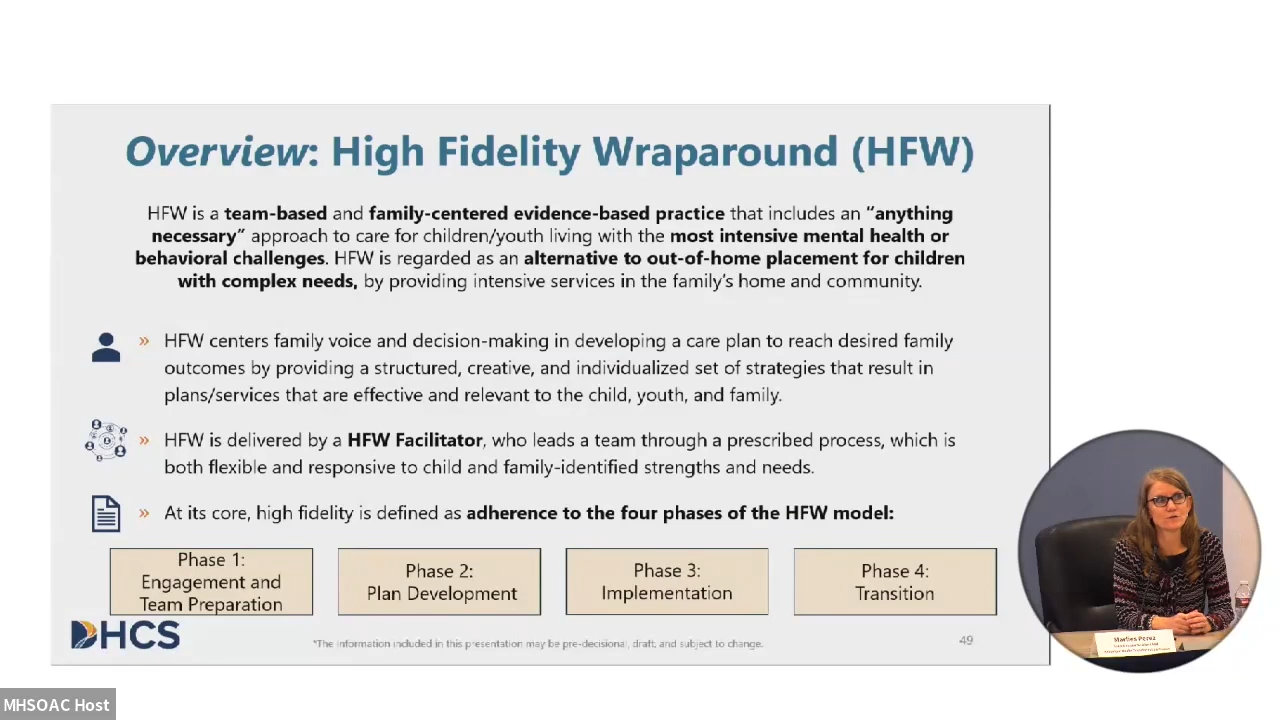 Overview: High Fidelity Wraparound (HFW)
HFW is a team-based and family-centered evidence-based practice that includes an “anything
necessary” approach to care for children/youth living with the most intensive mental health or
behavioral challenges. HFW is regarded as an alternative to out-of-home placement for children
with complex needs, by providing intensive services in the family’s home and community.
» HFW centers family voice and decision-making in developing a care plan to reach desired family
outcomes by providing a structured, creative, and individualized set of strategies that result in
plans/services that are effective and relevant to the child, youth, and family.
» HFW is delivered by a HFW Facilitator, who leads a team through a prescribed process, which is
both flexible and responsive to child and family-identified strengths and needs.
» At its core, high fidelity is defined as adherence to the four phases of the HFW model:
Phase 1:
Engagement and
Team Preparation
Phase 2:
Plan Development
Phase 3:
Implementation
Phase 4:
Transition
DHCS
*The information included in this presentation may be pre-decisional, draft, and subject to change.
49
Marlies Perez
MHSOAC Host